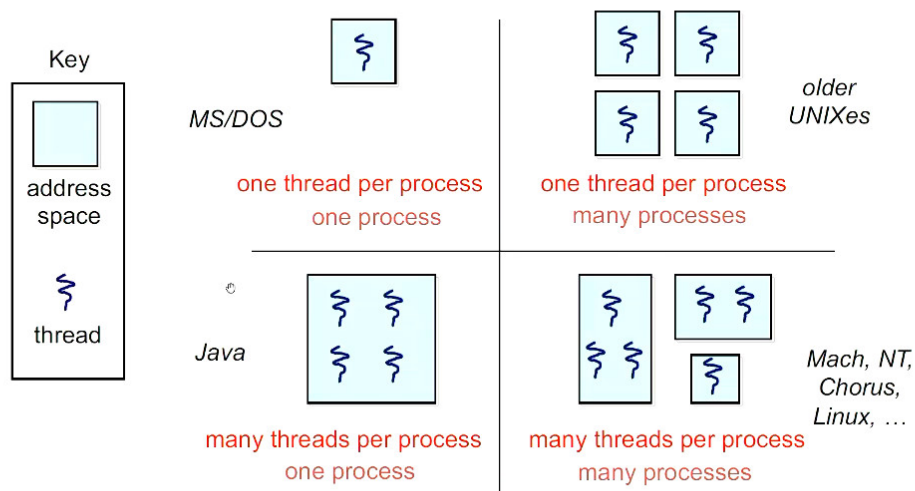 Key
address
space
thread
MS/DOS
one thread per process
one process
older
UNIXes
one thread per process
many processes
Java
many threads per process
one process
Mach, NT,
Chorus,
Linux, …
many threads per process
many processes